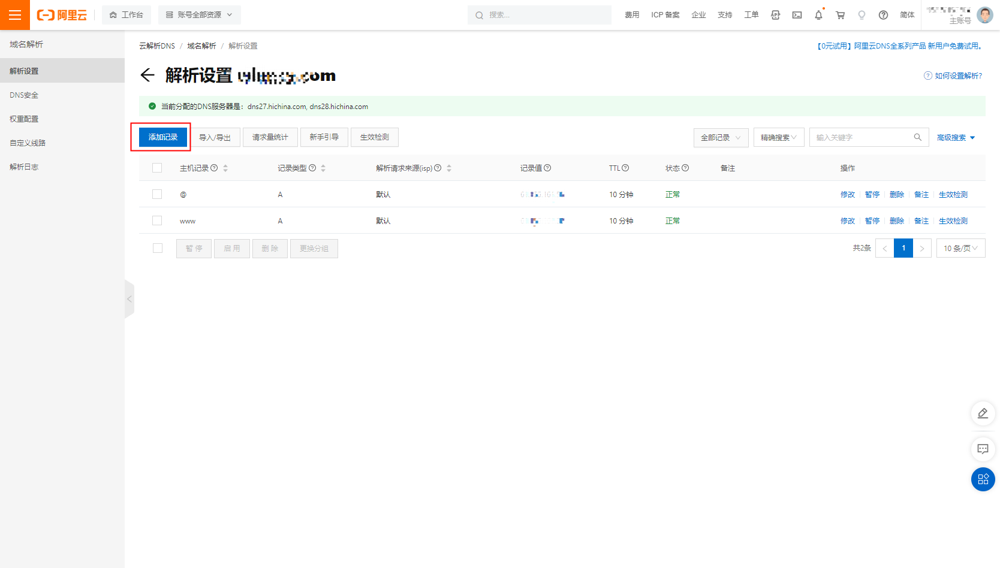 阿里云 工作台 账号全部资源 搜索... 费用 ICP 备案 企业 支持 工单 简体
主账号
域名解析
解析设置
DNS安全
权重配置
自定义线路
解析日志
云解析DNS / 域名解析 / 解析设置
【0元试用】阿里云DNS全系列产品 新用户免费试用。
解析设置
如何设置解析?
当前分配的DNS服务器是： dns27.hichina.com, dns28.hichina.com
添加记录 导入/导出 请求量统计 新手引导 生效检测 全部记录 精确搜索 输入关键字 高级搜索
主机记录 记录类型 解析请求来源(isp) 记录值 TTL 状态 备注 操作
@ A 默认 10 分钟 正常 修改 暂停 删除 备注 生效检测
www A 默认 10 分钟 正常 修改 暂停 删除 备注 生效检测
暂 停 启 用 删 除 更换分组 共2条 < 1 > 10 条/页